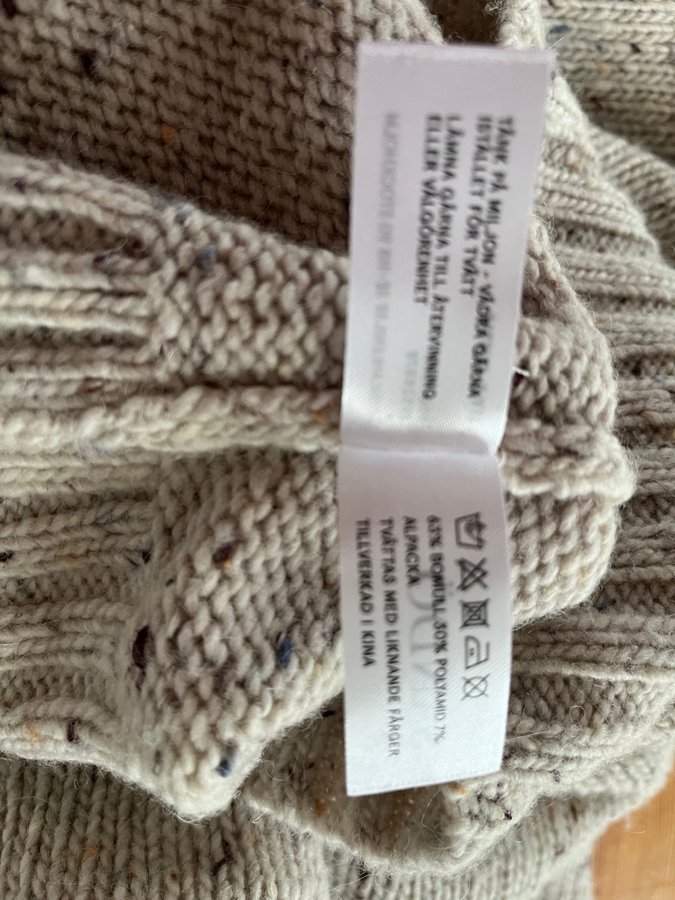 TÄNK PÅ MILJÖN - VÄDRA GÄRNA
ISTÄLLET FÖR TVÄTT
LÄMNA GÄRNA TILL ÅTERVINNING
ELLER VÄLGÖRENHET
63% BOMULL 30% POLYAMID 7%
ALPACKA
TVÄTTAS MED LIKNANDE FÄRGER
TILLVERKAD I KINA